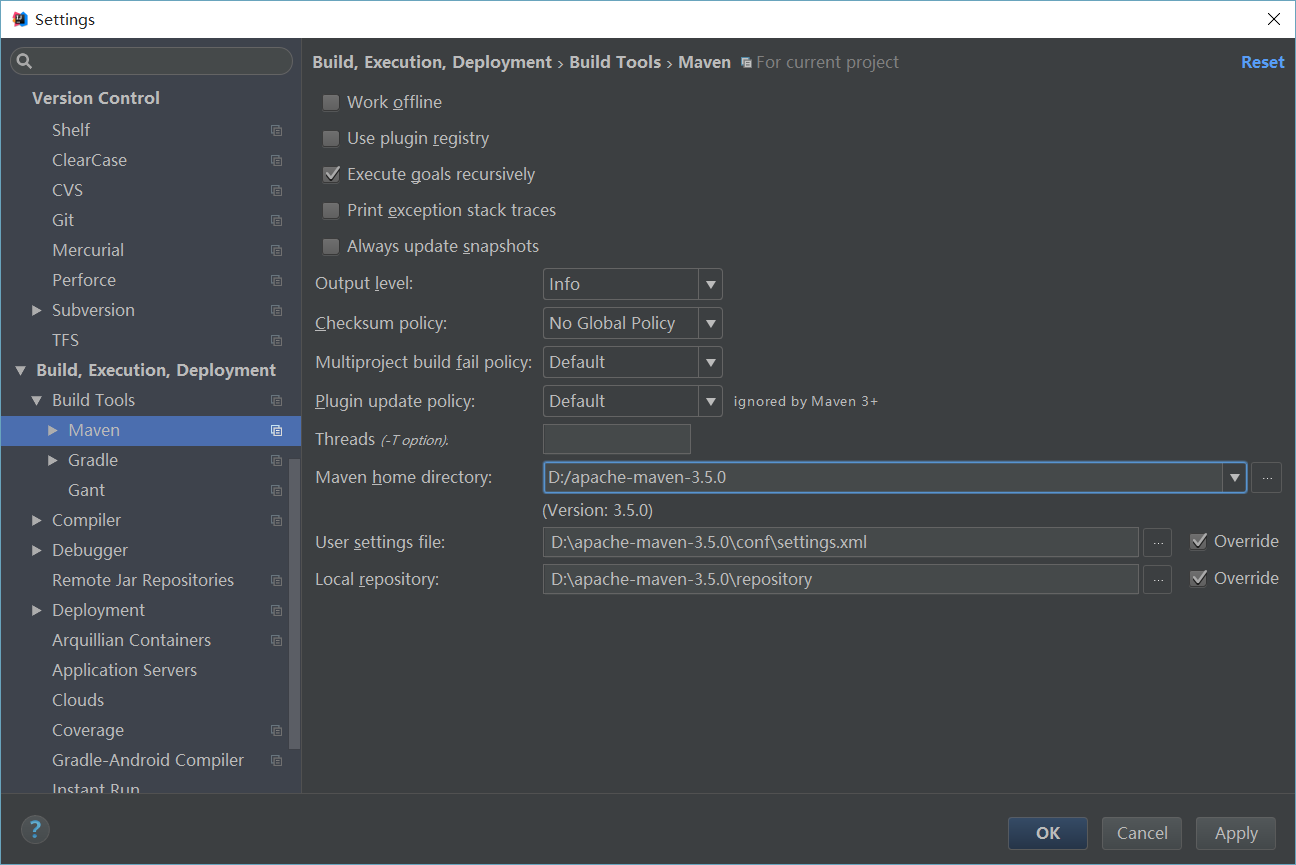 Settings
Build, Execution, Deployment › Build Tools › Maven For current project Reset
Version Control
Shelf
ClearCase
CVS
Git
Mercurial
Perforce
Subversion
TFS
Build, Execution, Deployment
Build Tools
Maven
Gradle
Gant
Compiler
Debugger
Remote Jar Repositories
Deployment
Arquillian Containers
Application Servers
Clouds
Coverage
Gradle-Android Compiler
Instant Run
Work offline
Use plugin registry
Execute goals recursively
Print exception stack traces
Always update snapshots
Output level: Info
Checksum policy: No Global Policy
Multiproject build fail policy: Default
Plugin update policy: Default ignored by Maven 3+
Threads (-T option).
Maven home directory: D:/apache-maven-3.5.0 ...
(Version: 3.5.0)
User settings file: D:\apache-maven-3.5.0\conf\settings.xml ... Override
Local repository: D:\apache-maven-3.5.0\repository ... Override
? OK Cancel Apply